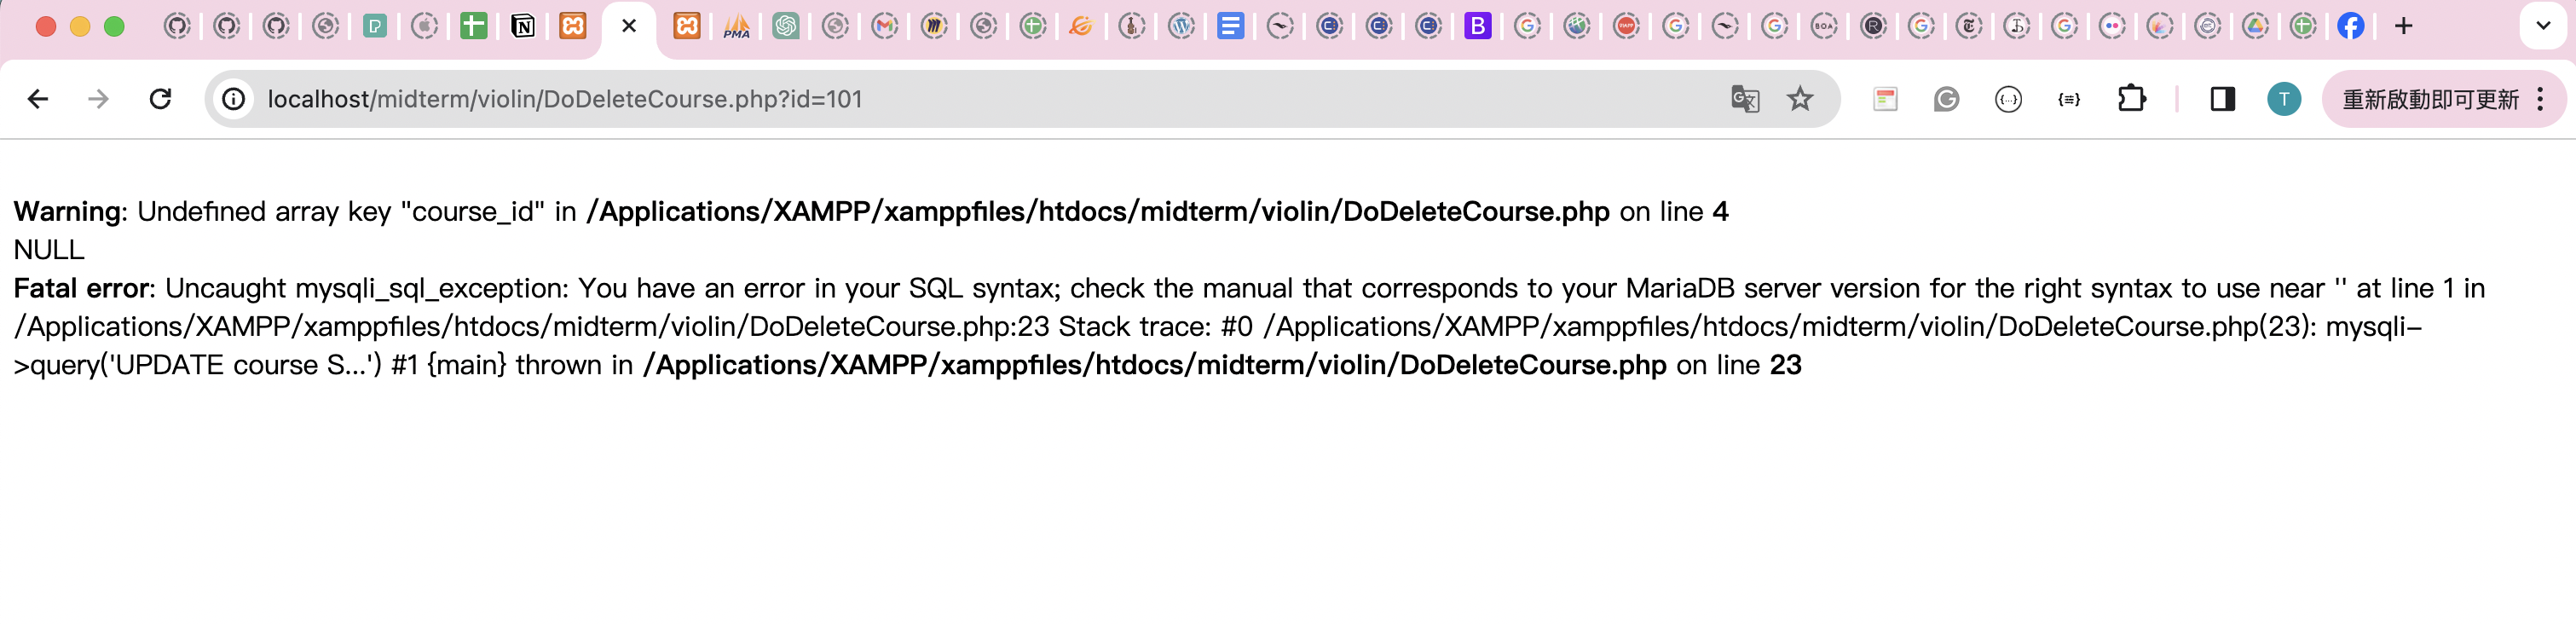 PMA
N
B
BOA
R
localhost/midterm/violin/DoDeleteCourse.php?id=101
T
重新啟動即可更新
Warning: Undefined array key "course_id" in /Applications/XAMPP/xamppfiles/htdocs/midterm/violin/DoDeleteCourse.php on line 4
NULL
Fatal error: Uncaught mysqli_sql_exception: You have an error in your SQL syntax; check the manual that corresponds to your MariaDB server version for the right syntax to use near '' at line 1 in
/Applications/XAMPP/xamppfiles/htdocs/midterm/violin/DoDeleteCourse.php:23 Stack trace: #0 /Applications/XAMPP/xamppfiles/htdocs/midterm/violin/DoDeleteCourse.php(23): mysqli-
>query('UPDATE course S...') #1 {main} thrown in /Applications/XAMPP/xamppfiles/htdocs/midterm/violin/DoDeleteCourse.php on line 23